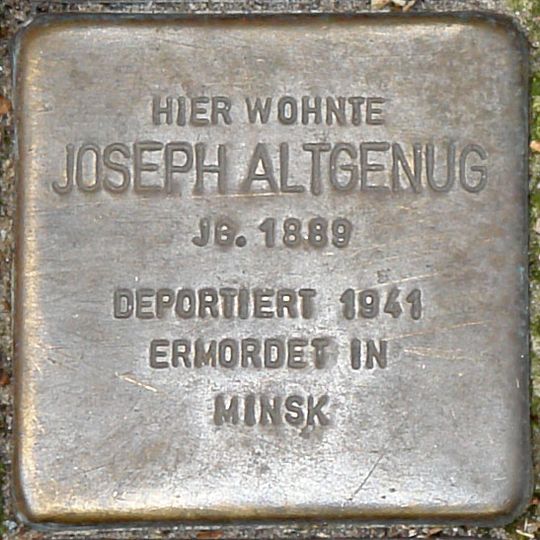 HIER WOHNTE
JOSEPH ALTGENUG
JG. 1889
DEPORTIERT 1941
ERMORDET IN
MINSK